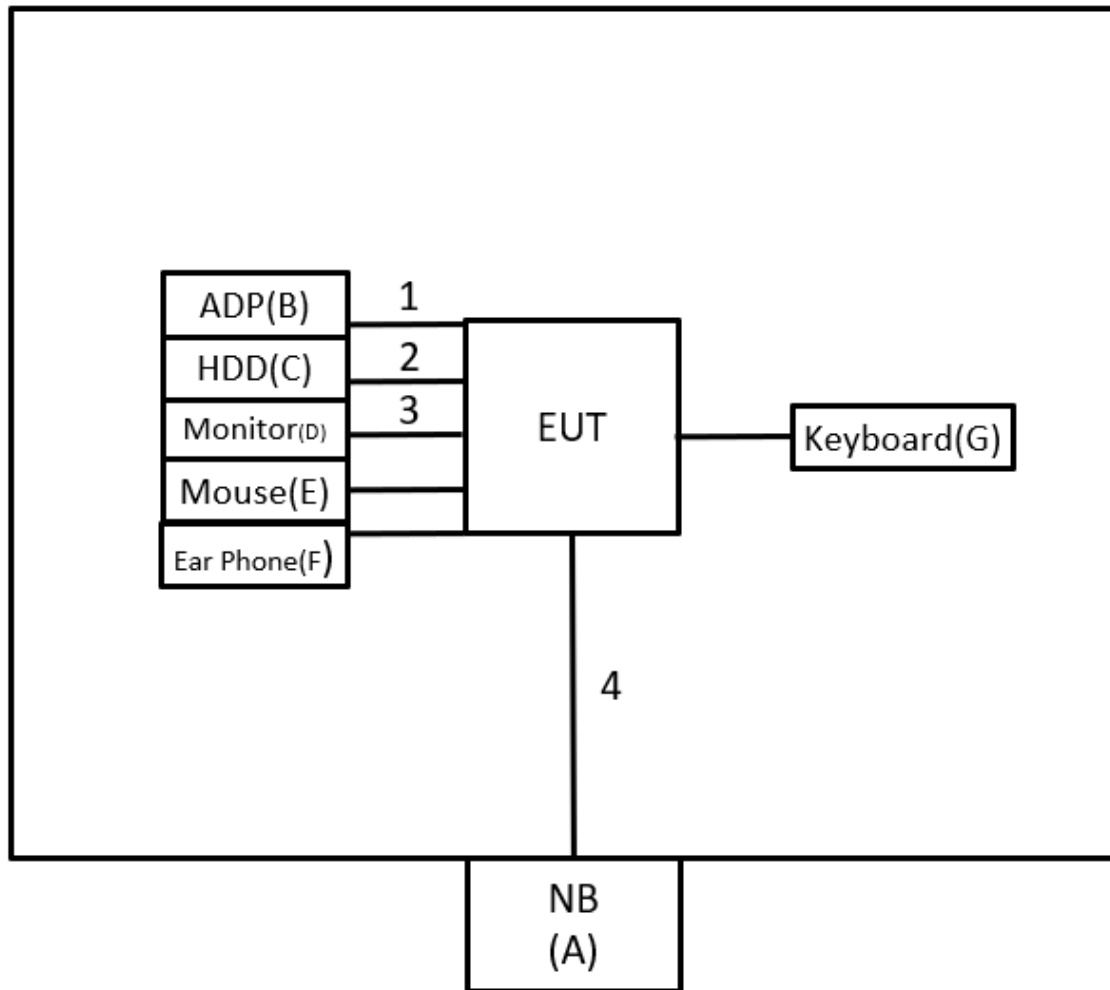 ADP(B)
1
HDD(C)
2
Monitor(D)
3
Mouse(E)
Ear Phone(F)
EUT
Keyboard(G)
4
NB
(A)